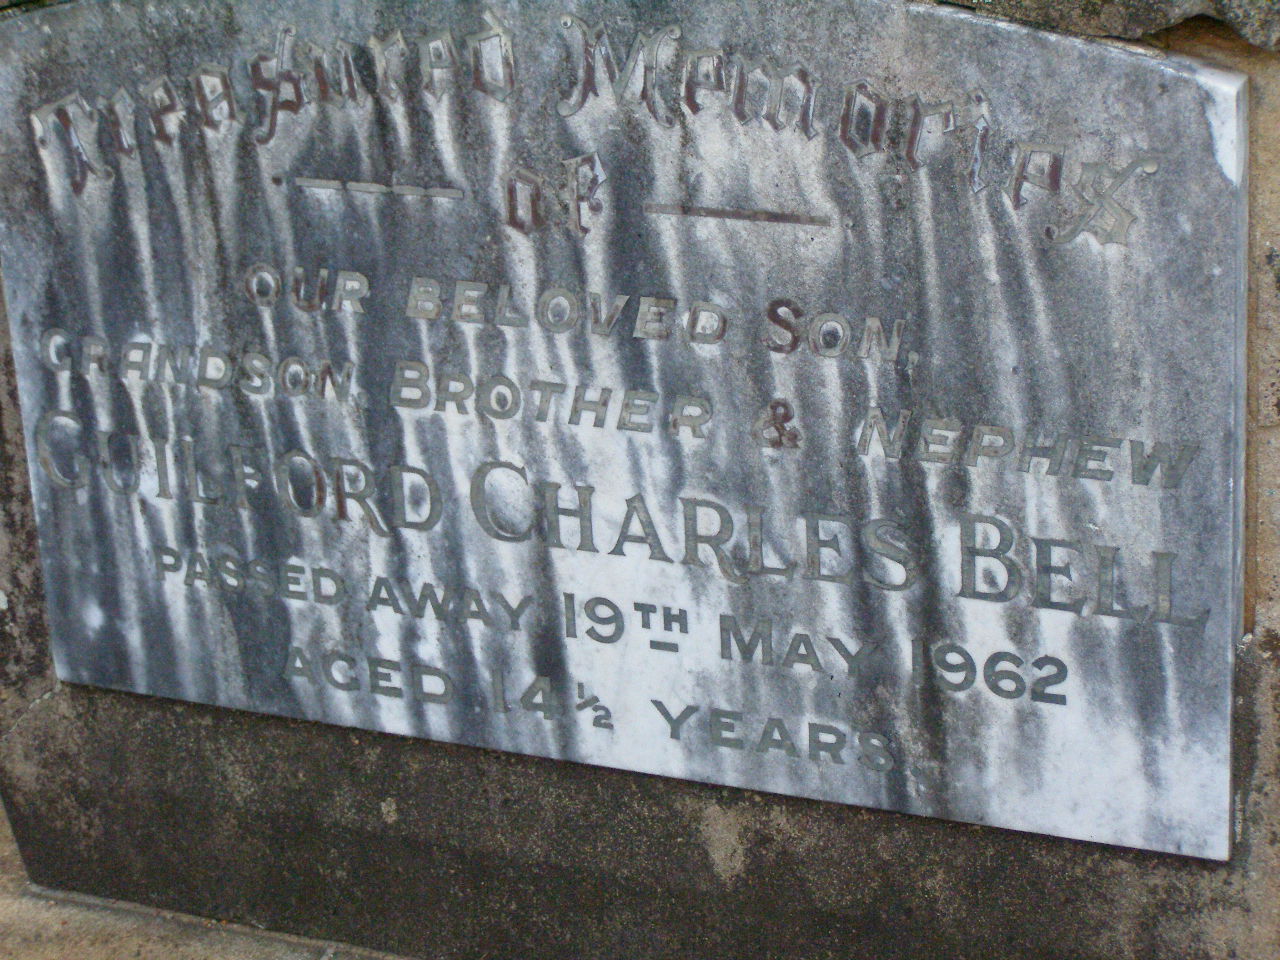 Treasured Memories
OF
OUR BELOVED SON,
GRANDSON BROTHER & NEPHEW
GUILFORD CHARLES BELL
PASSED AWAY 19TH MAY 1962
AGED 14½ YEARS.